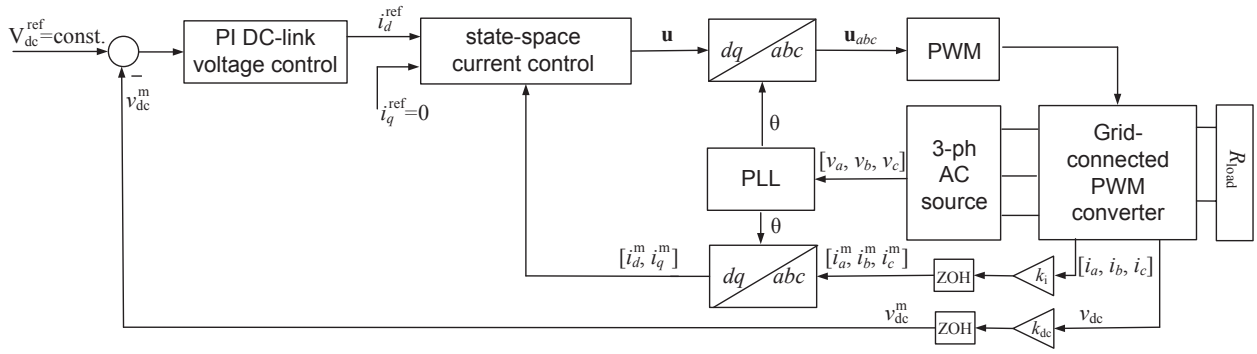 V_dc^ref=const.
−
v_dc^m
PI DC-link
voltage control
i_d^ref
i_q^ref=0
state-space
current control
u
dq
abc
u_abc
PWM
θ
PLL
θ
[v_a, v_b, v_c]
3-ph
AC
source
Grid-
connected
PWM
converter
R_load
[i_d^m, i_q^m]
dq
abc
[i_a^m, i_b^m, i_c^m]
ZOH
k_i
[i_a, i_b, i_c]
v_dc^m
ZOH
k_dc
v_dc